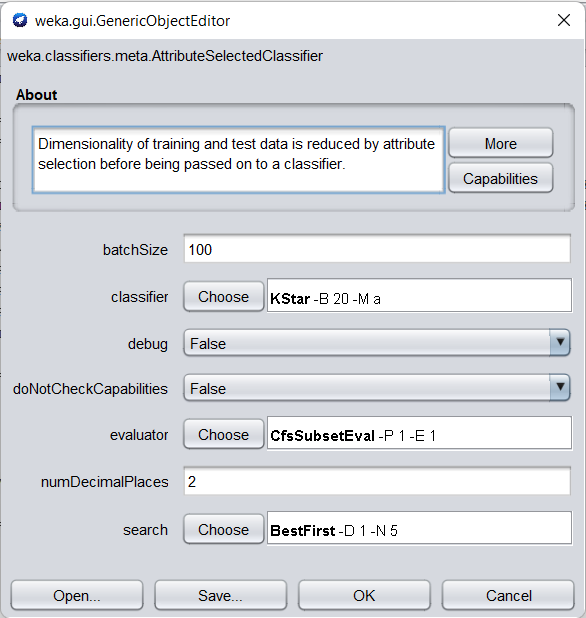 weka.gui.GenericObjectEditor
weka.classifiers.meta.AttributeSelectedClassifier
About
Dimensionality of training and test data is reduced by attribute
selection before being passed on to a classifier.
More
Capabilities
batchSize 100
classifier Choose KStar -B 20 -M a
debug False
doNotCheckCapabilities False
evaluator Choose CfsSubsetEval -P 1 -E 1
numDecimalPlaces 2
search Choose BestFirst -D 1 -N 5
Open... Save... OK Cancel